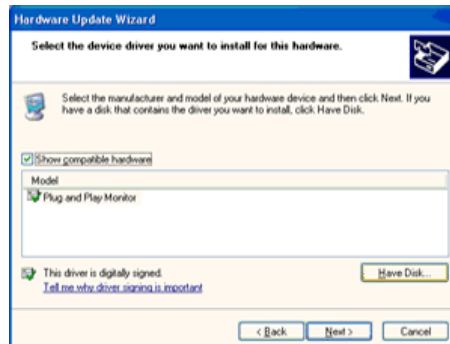 Hardware Update Wizard
Select the device driver you want to install for this hardware.
Select the manufacturer and model of your hardware device and then click Next. If you
have a disk that contains the driver you want to install, click Have Disk.
Show compatible hardware
Model
Plug and Play Monitor
This driver is digitally signed.
Have Disk...
Tell me why driver signing is important
< Back
Next >
Cancel